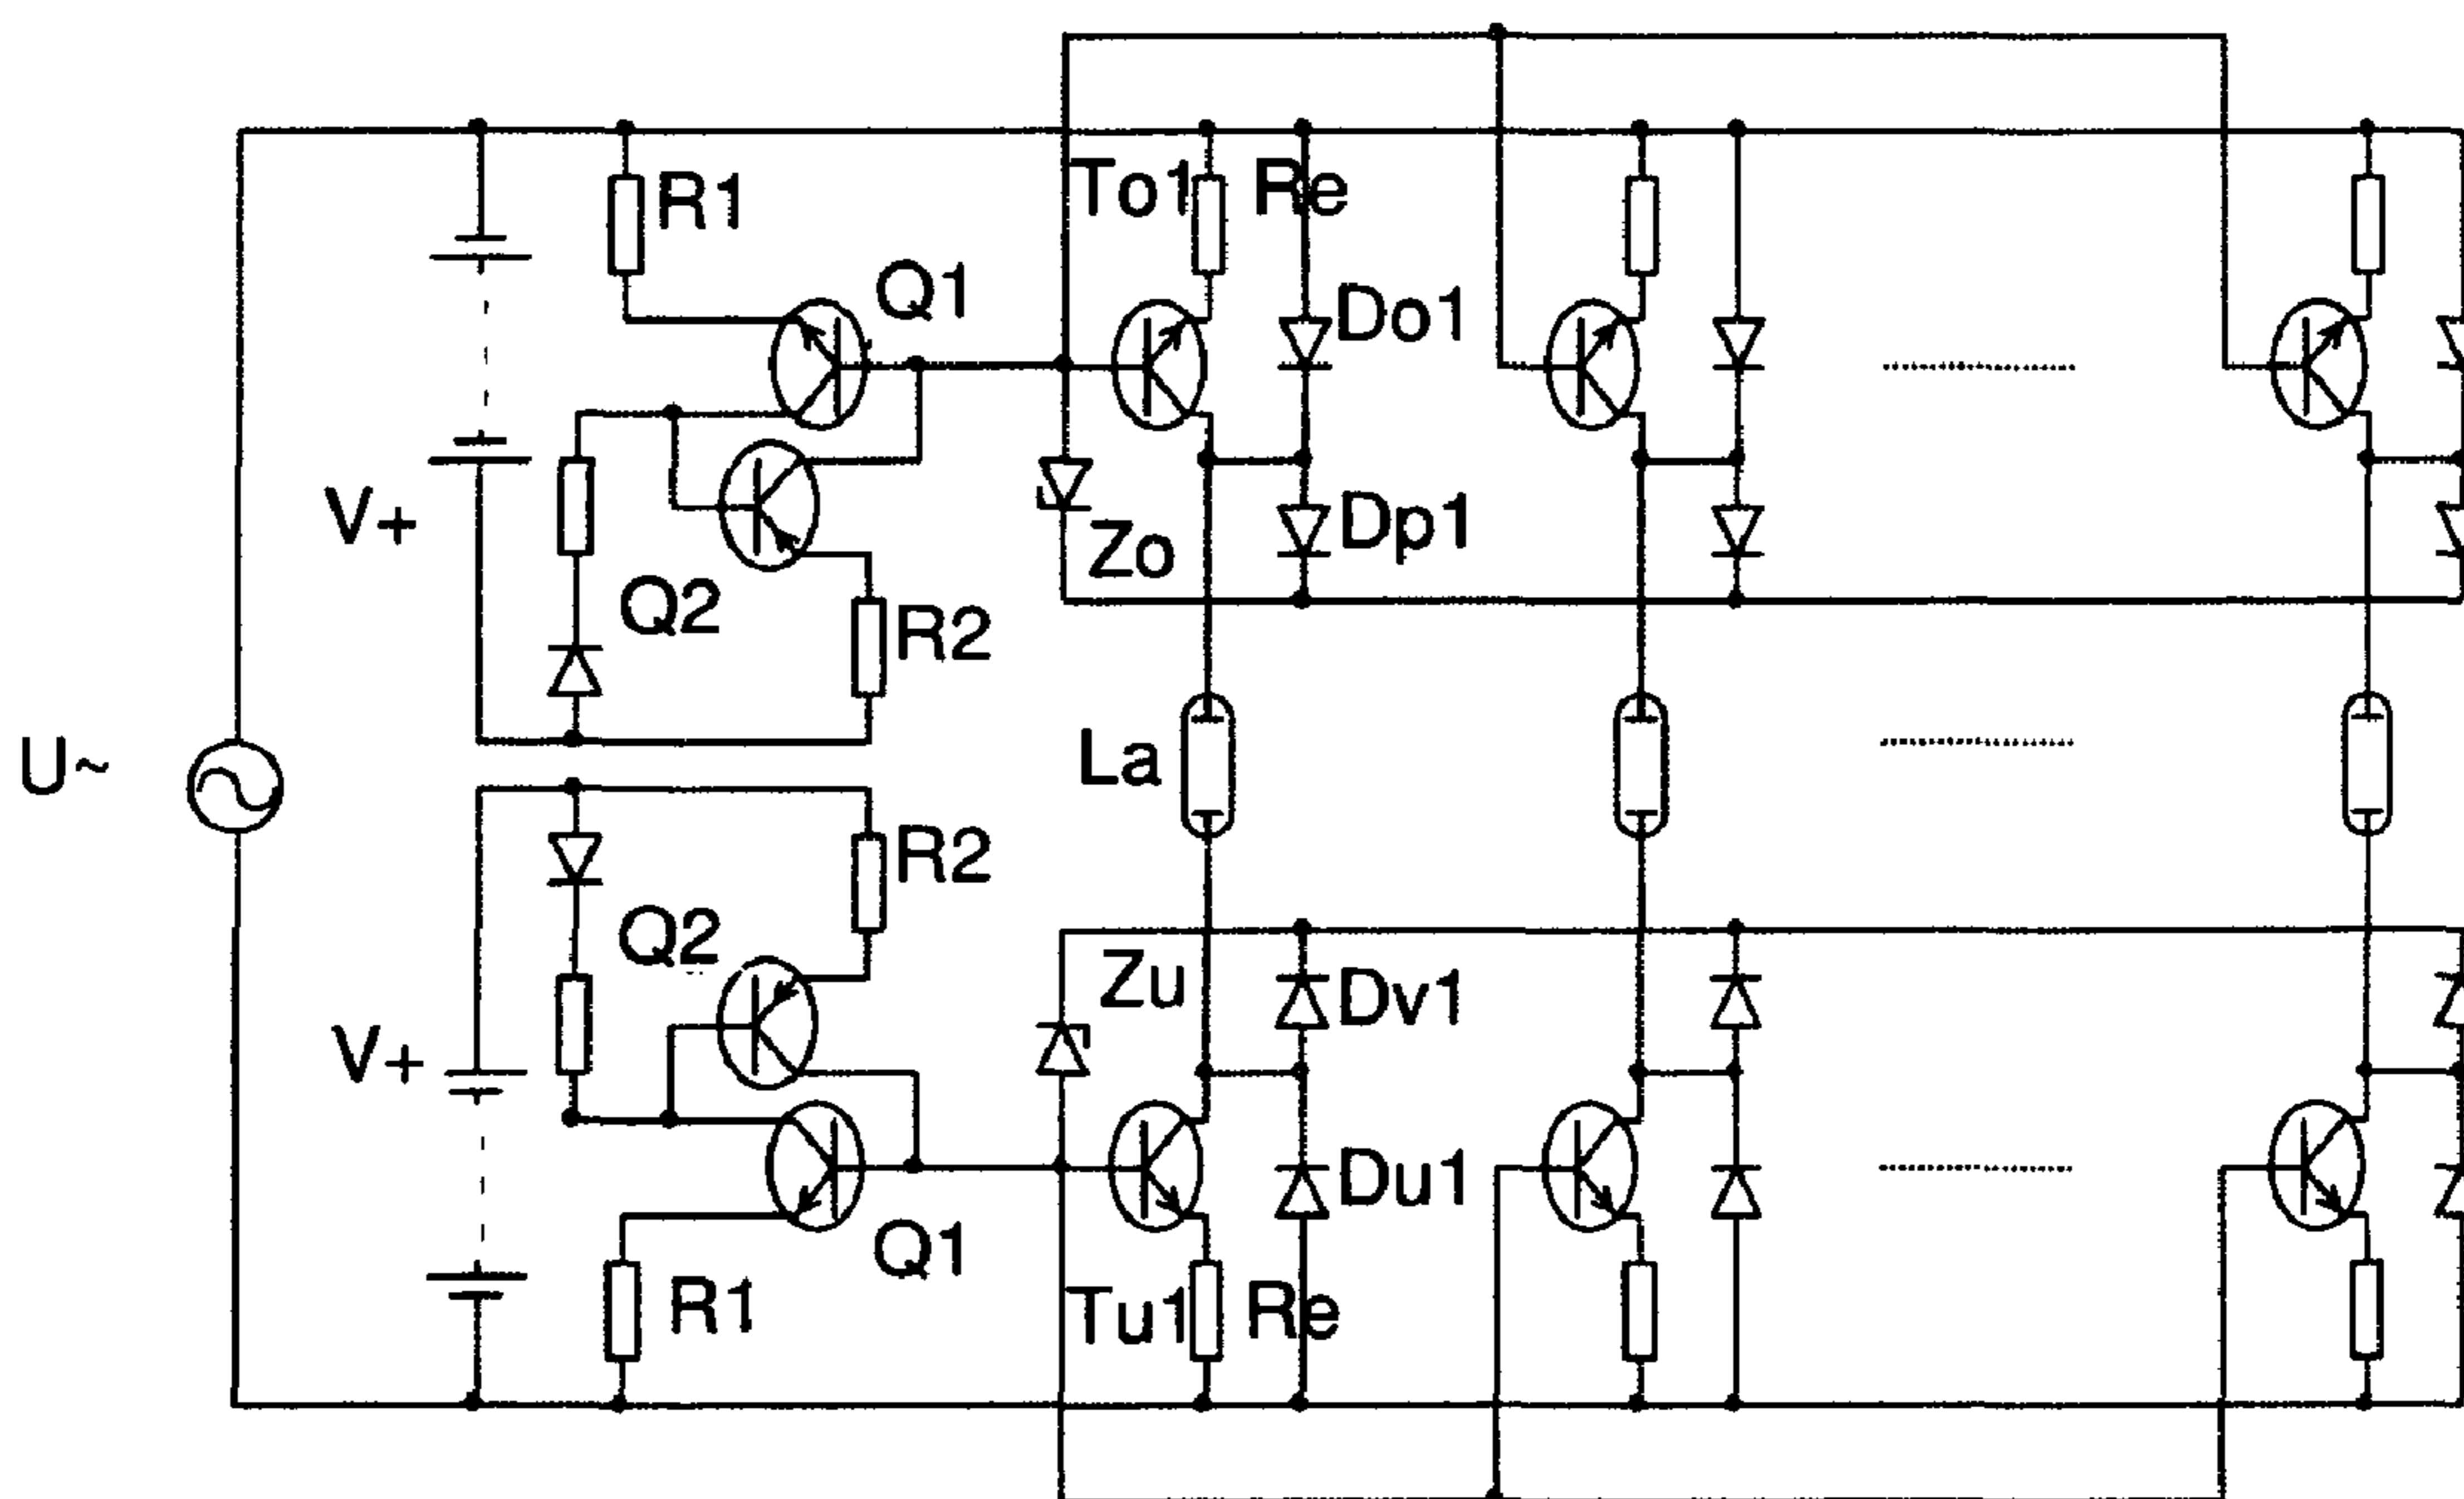 To1 Re
R1
Q1
Do1
V+
Dp1
Zo
Q2
R2
La
U~
R2
Q2
Zu
Dv1
V+
Du1
Q1
R1
Tu1 Re